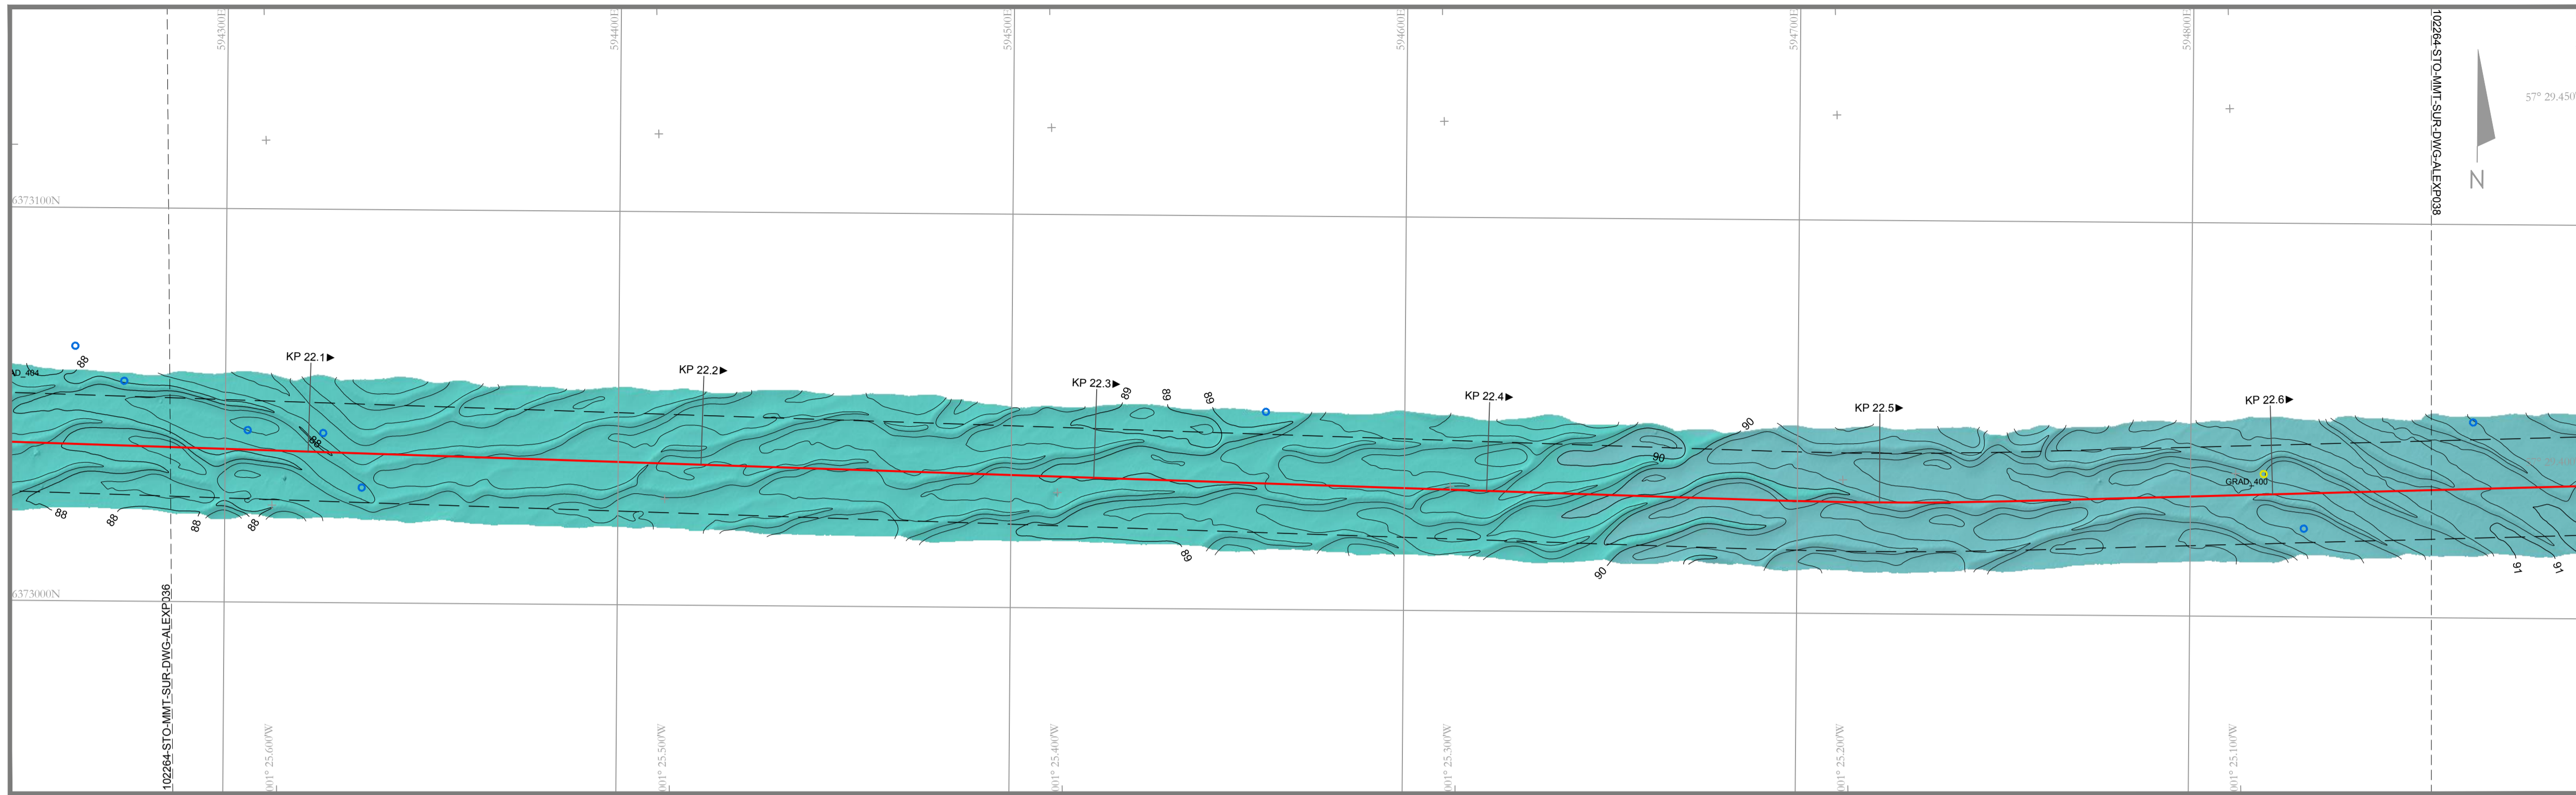 594300E
594400E
594500E
594600E
594700E
594800E
102264-STO-MMT-SUR-DWG-ALEXP038
57° 29.450'
N
6373100N
88
KP 22.1►
KP 22.2►
KP 22.3►
KP 22.4►
KP 22.5►
KP 22.6►
AD_404
89
89
89
90
88
90
GRAD_400
88
88
88
88
89
90
91
91
6373000N
102264-STO-MMT-SUR-DWG-ALEXP036
001° 25.600'W
001° 25.500'W
001° 25.400'W
001° 25.300'W
001° 25.200'W
001° 25.100'W